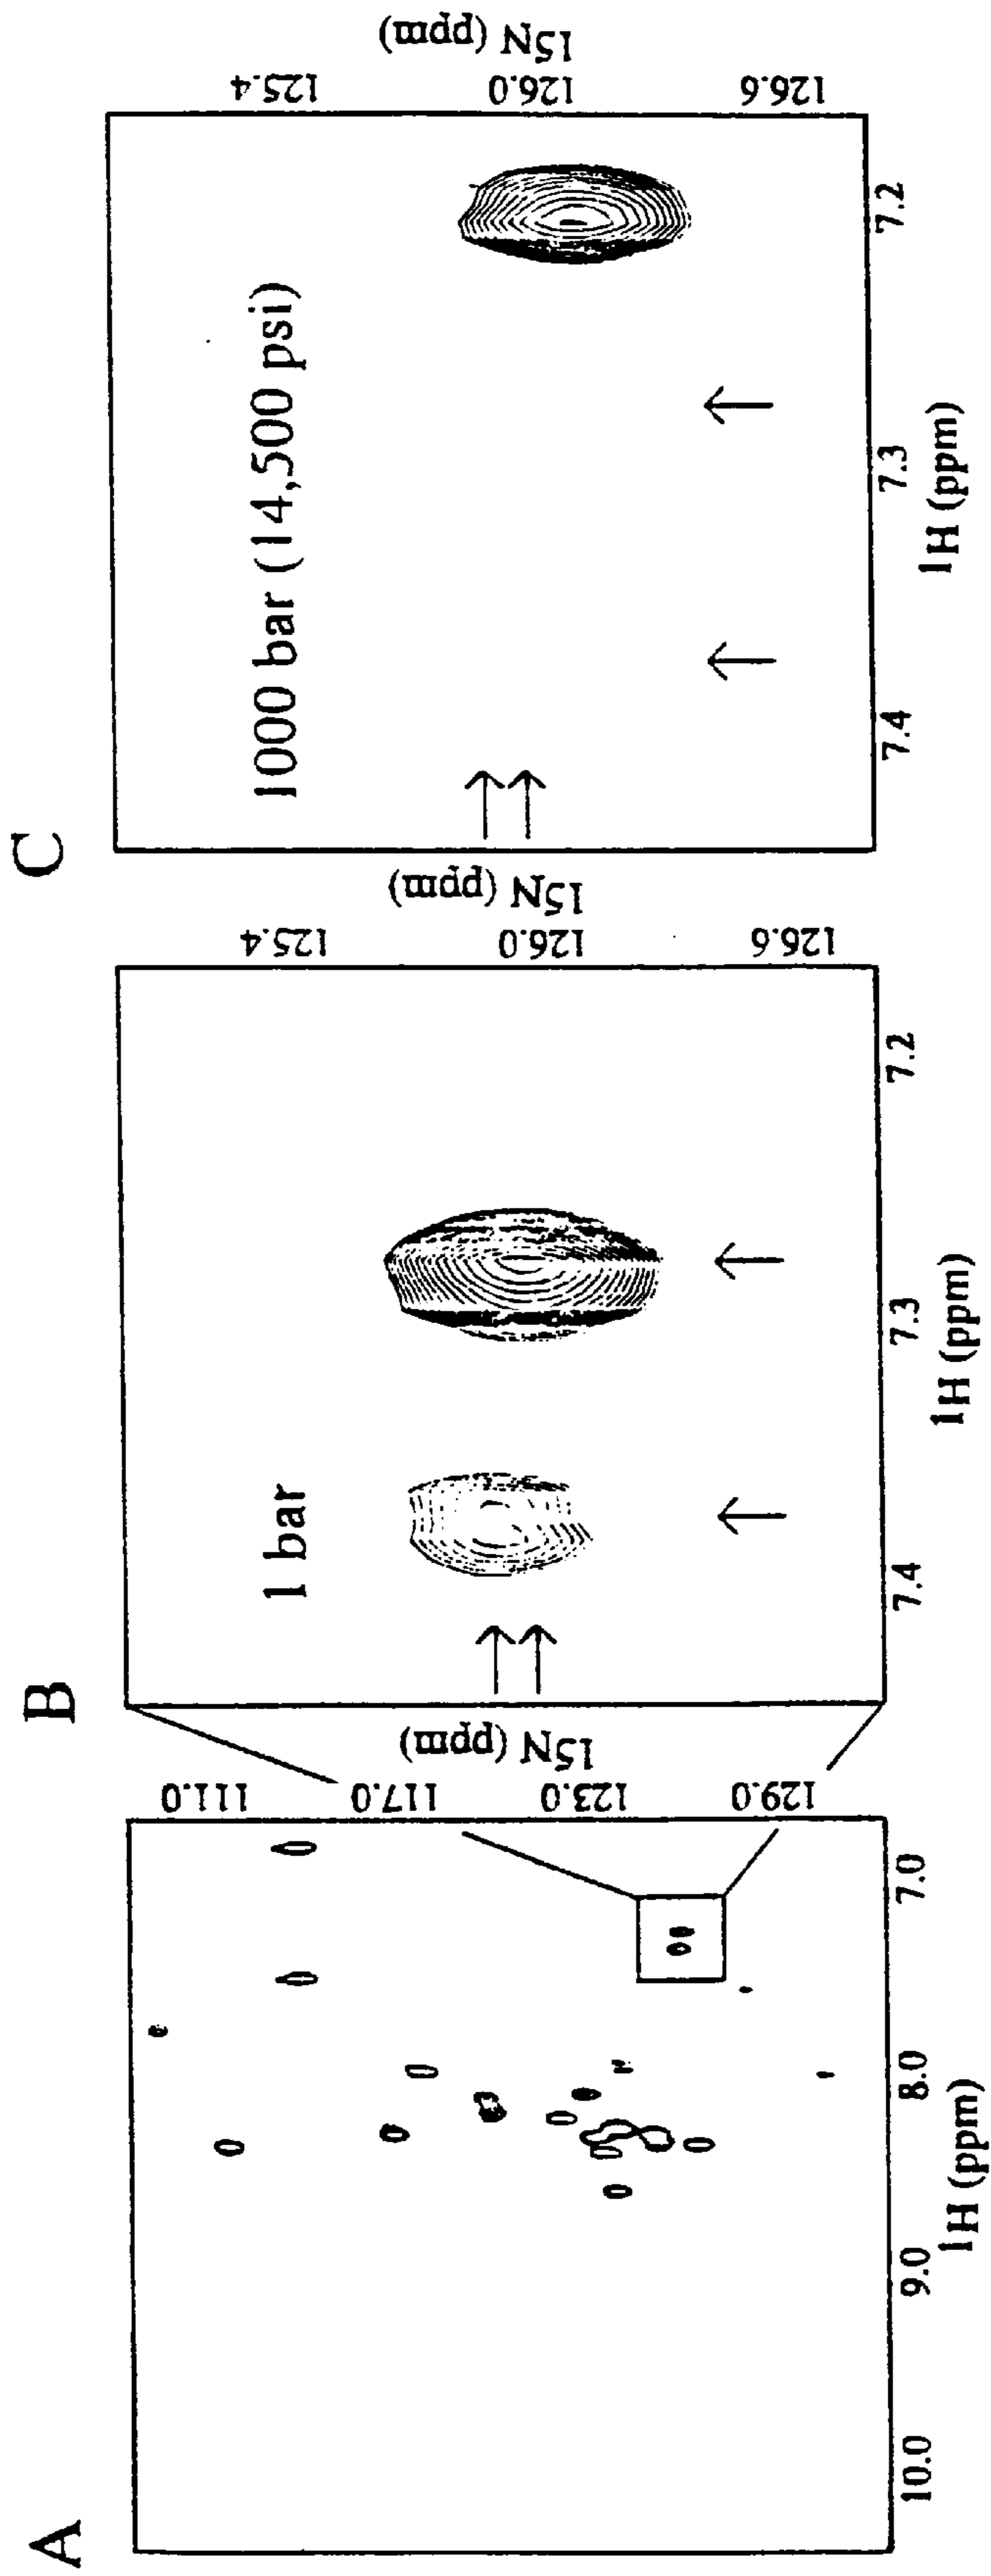 A
111.0
117.0
123.0
129.0
15N (ppm)
10.0
9.0
8.0
7.0
1H (ppm)
B
1 bar
125.4
126.0
126.6
15N (ppm)
7.4
7.3
7.2
1H (ppm)
C
1000 bar (14,500 psi)
125.4
126.0
126.6
15N (ppm)
7.4
7.3
7.2
1H (ppm)